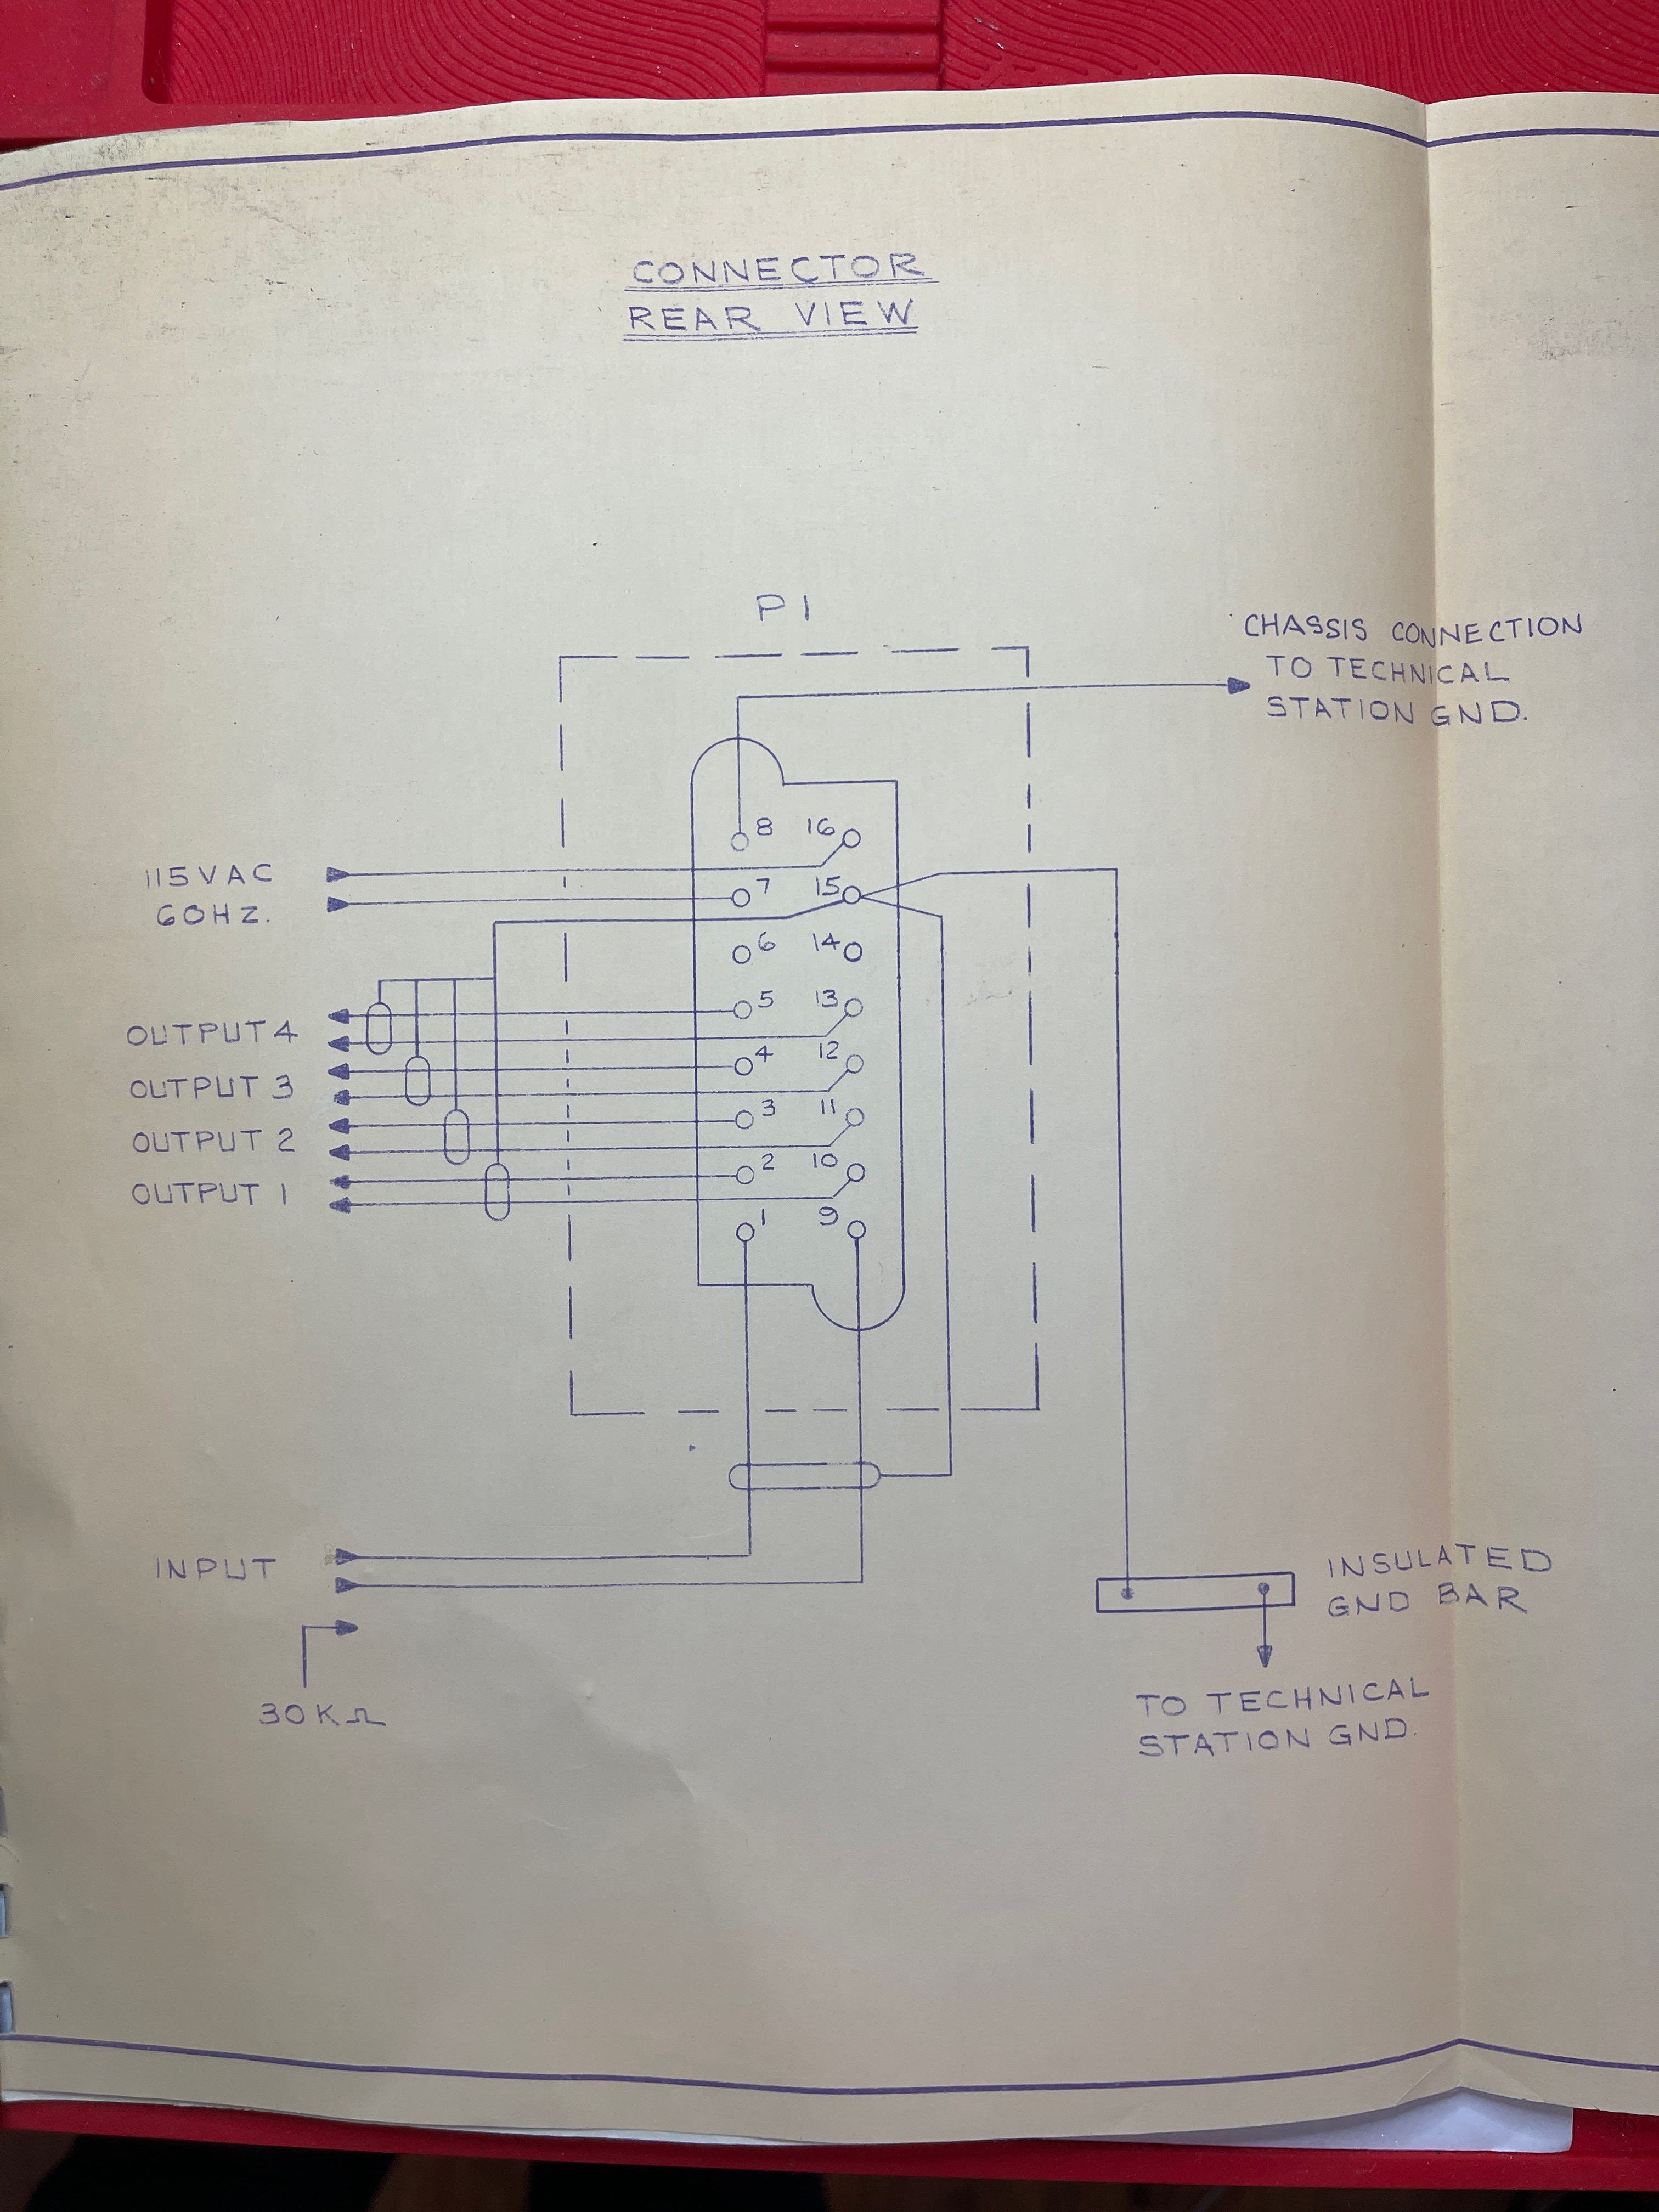 CONNECTOR
REAR VIEW
P1
CHASSIS CONNECTION
TO TECHNICAL
STATION GND.
8 16
115VAC
60HZ.
7 15
6 14
5 13
OUTPUT 4
4 12
OUTPUT 3
3 11
OUTPUT 2
2 10
OUTPUT 1
1 9
INPUT
30KΩ
INSULATED
GND BAR
TO TECHNICAL
STATION GND.